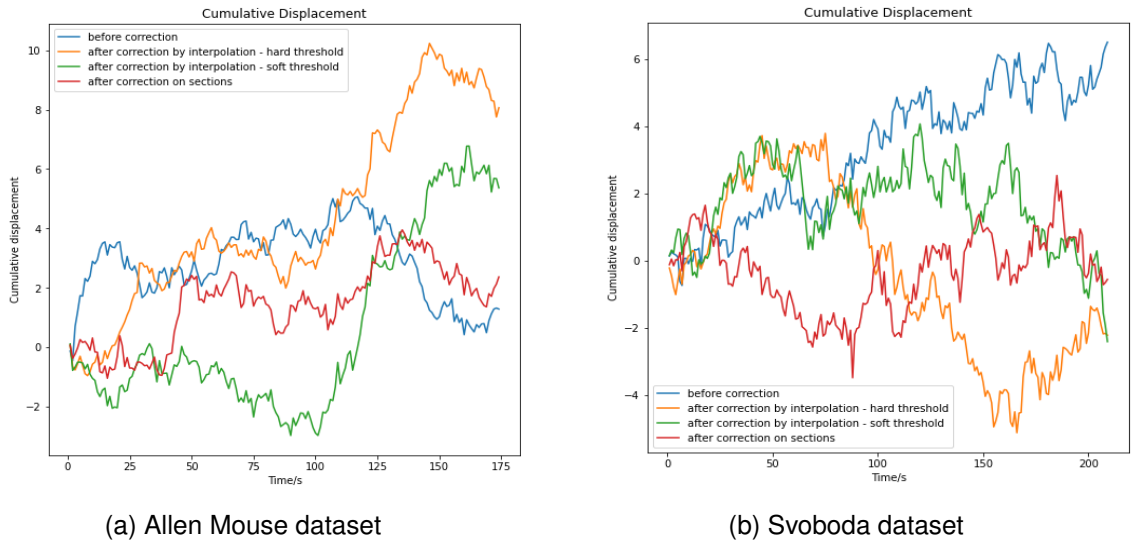 Cumulative Displacement
before correction
after correction by interpolation - hard threshold
after correction by interpolation - soft threshold
after correction on sections
Cumulative displacement
10
8
6
4
2
0
−2
0 25 50 75 100 125 150 175
Time/s
(a) Allen Mouse dataset
Cumulative Displacement
Cumulative displacement
6
4
2
0
−2
−4
before correction
after correction by interpolation - hard threshold
after correction by interpolation - soft threshold
after correction on sections
0 50 100 150 200
Time/s
(b) Svoboda dataset